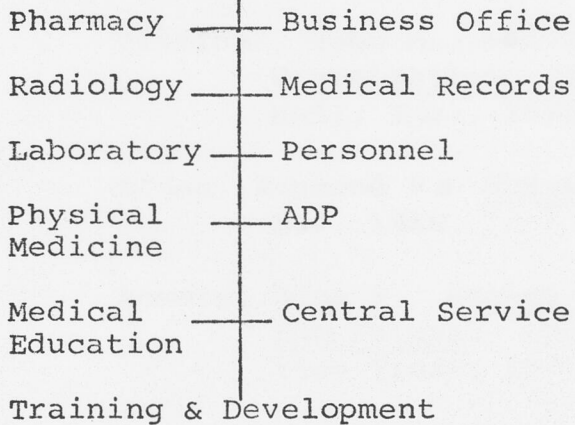 Pharmacy Business Office
Radiology Medical Records
Laboratory Personnel
Physical Medicine ADP
Medical Education Central Service
Training & Development